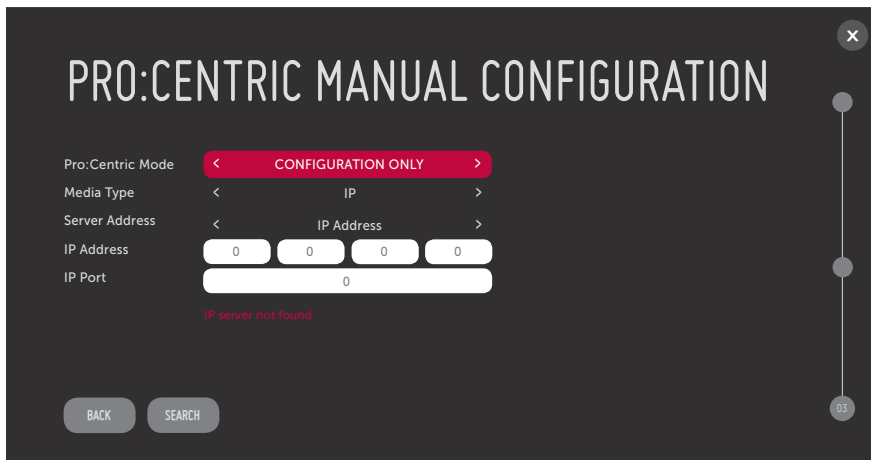 X
PRO:CENTRIC MANUAL CONFIGURATION
Pro:Centric Mode < CONFIGURATION ONLY >
Media Type < IP >
Server Address < IP Address >
IP Address 0 0 0 0
IP Port 0
IP server not found
BACK SEARCH
03